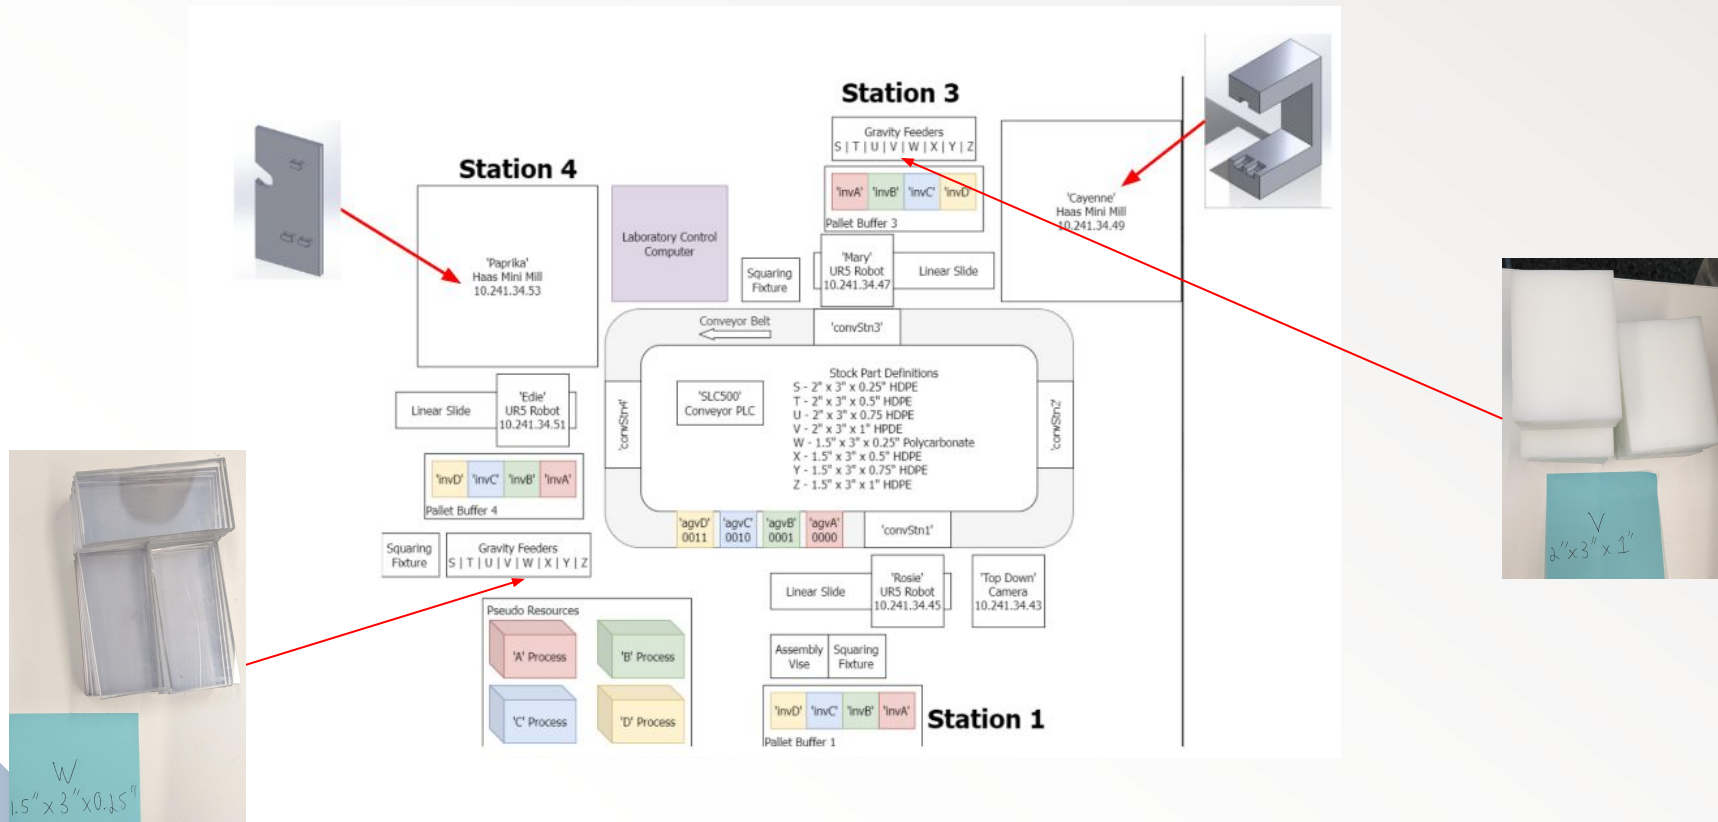 Station 3
Gravity Feeders
S | T | U | V | W | X | Y | Z
'invA' 'invB' 'invC' 'invD'
Pallet Buffer 3
'Cayenne'
Haas Mini Mill
10.241.34.49
Station 4
'Paprika'
Haas Mini Mill
10.241.34.53
Laboratory Control
Computer
Squaring
Fixture
'Mary'
UR5 Robot
10.241.34.47
Linear Slide
Conveyor Belt
'convStn3'
Linear Slide
'Edie'
UR5 Robot
10.241.34.51
'convStn4'
'SLC500'
Conveyor PLC
Stock Part Definitions
S - 2" x 3" x 0.25" HDPE
T - 2" x 3" x 0.5" HDPE
U - 2" x 3" x 0.75 HDPE
V - 2" x 3" x 1" HPDE
W - 1.5" x 3" x 0.25" Polycarbonate
X - 1.5" x 3" x 0.5" HDPE
Y - 1.5" x 3" x 0.75" HDPE
Z - 1.5" x 3" x 1" HDPE
'convStn2'
'invD' 'invC' 'invB' 'invA'
Pallet Buffer 4
'agvD' 'agvC' 'agvB' 'agvA'
0011 0010 0001 0000
'convStn1'
Squaring
Fixture
Gravity Feeders
S | T | U | V | W | X | Y | Z
Linear Slide
'Rosie'
UR5 Robot
10.241.34.45
'Top Down'
Camera
10.241.34.43
Pseudo Resources
'A' Process
'B' Process
'C' Process
'D' Process
Assembly
Vise
Squaring
Fixture
'invD' 'invC' 'invB' 'invA'
Pallet Buffer 1
Station 1
V
2"x3"x1"
W
1.5"x3"x0.25"